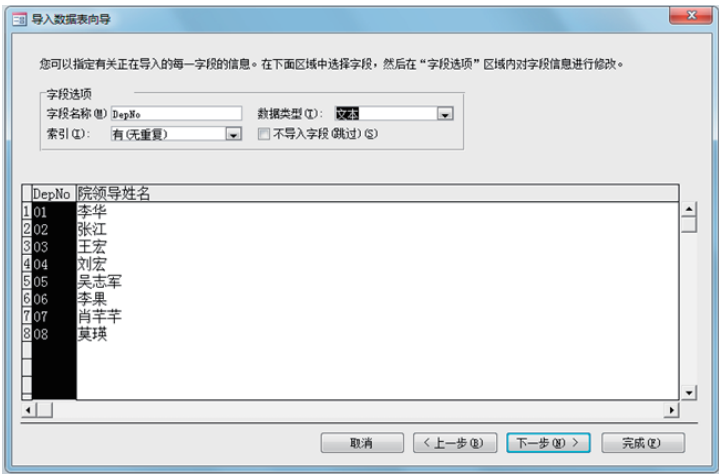 导入数据表向导
您可以指定有关正在导入的每一字段的信息。在下面区域中选择字段，然后在“字段选项”区域内对字段信息进行修改。
字段选项
字段名称(M) DepNo 数据类型(T): 文本
索引(I): 有(无重复) 不导入字段(跳过)(S)
DepNo 院领导姓名
1 01 李华
2 02 张江
3 03 王宏
4 04 刘宏
5 05 吴志军
6 06 李果
7 07 肖芊芊
8 08 莫瑛
取消 < 上一步(B) 下一步(N) > 完成(F)